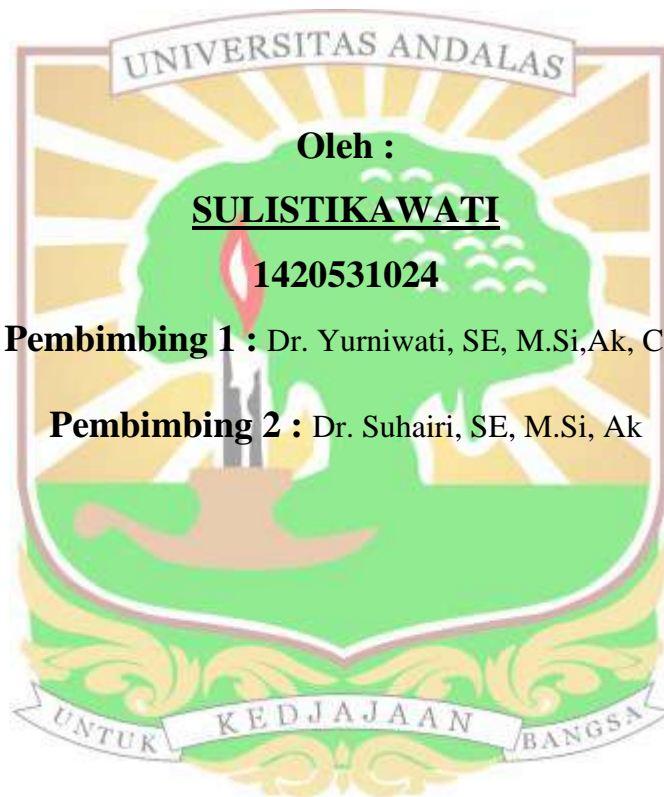 UNIVERSITAS ANDALAS
Oleh :
SULISTIKAWATI
1420531024
Pembimbing 1 : Dr. Yurniwati, SE, M.Si,Ak, C
Pembimbing 2 : Dr. Suhairi, SE, M.Si, Ak
UNTUK KEDJAJAAN BANGSA